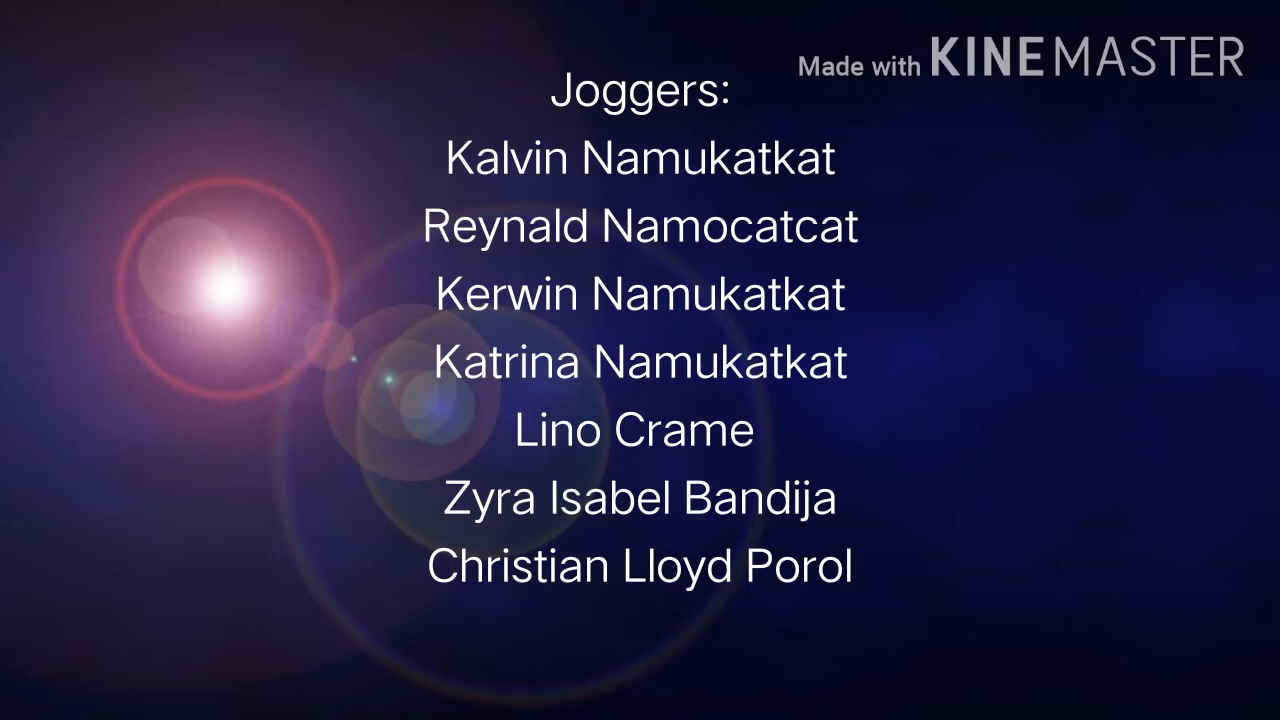 Made with KINEMASTER
Joggers:
Kalvin Namukatkat
Reynald Namocatcat
Kerwin Namukatkat
Katrina Namukatkat
Lino Crame
Zyra Isabel Bandija
Christian Lloyd Porol